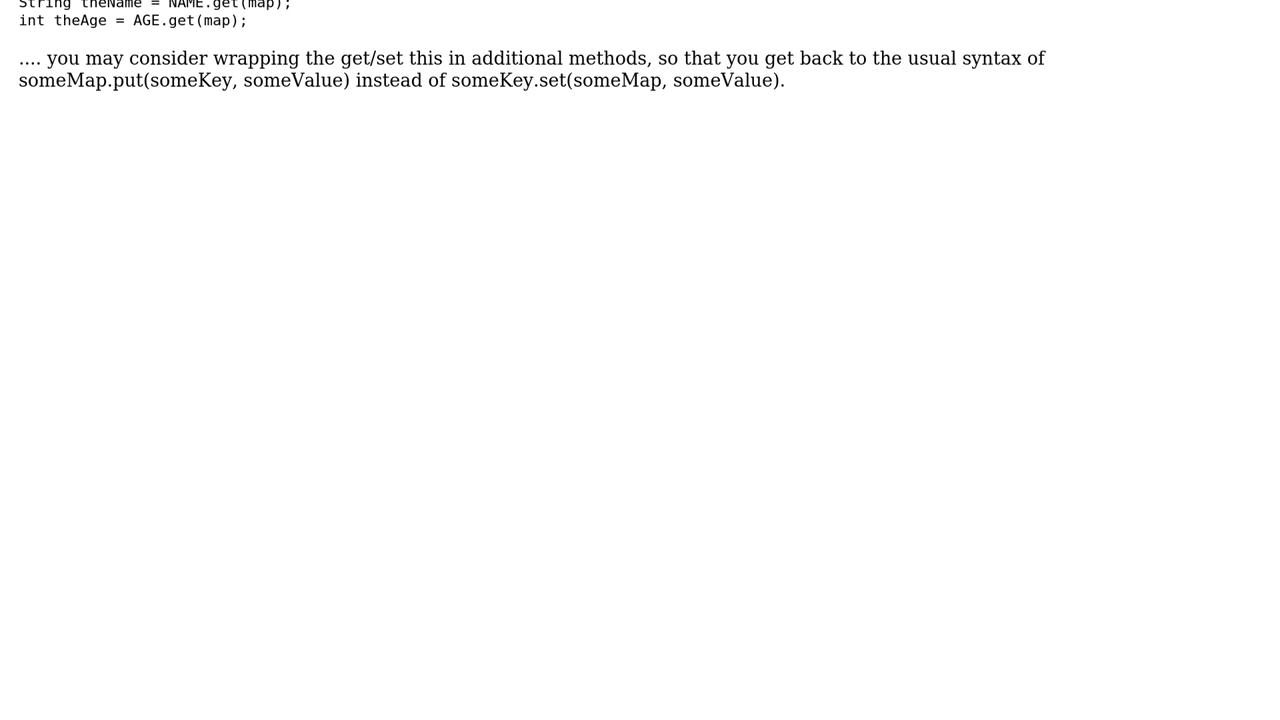 String theName = NAME.get(map);
int theAge = AGE.get(map);
.... you may consider wrapping the get/set this in additional methods, so that you get back to the usual syntax of
someMap.put(someKey, someValue) instead of someKey.set(someMap, someValue).